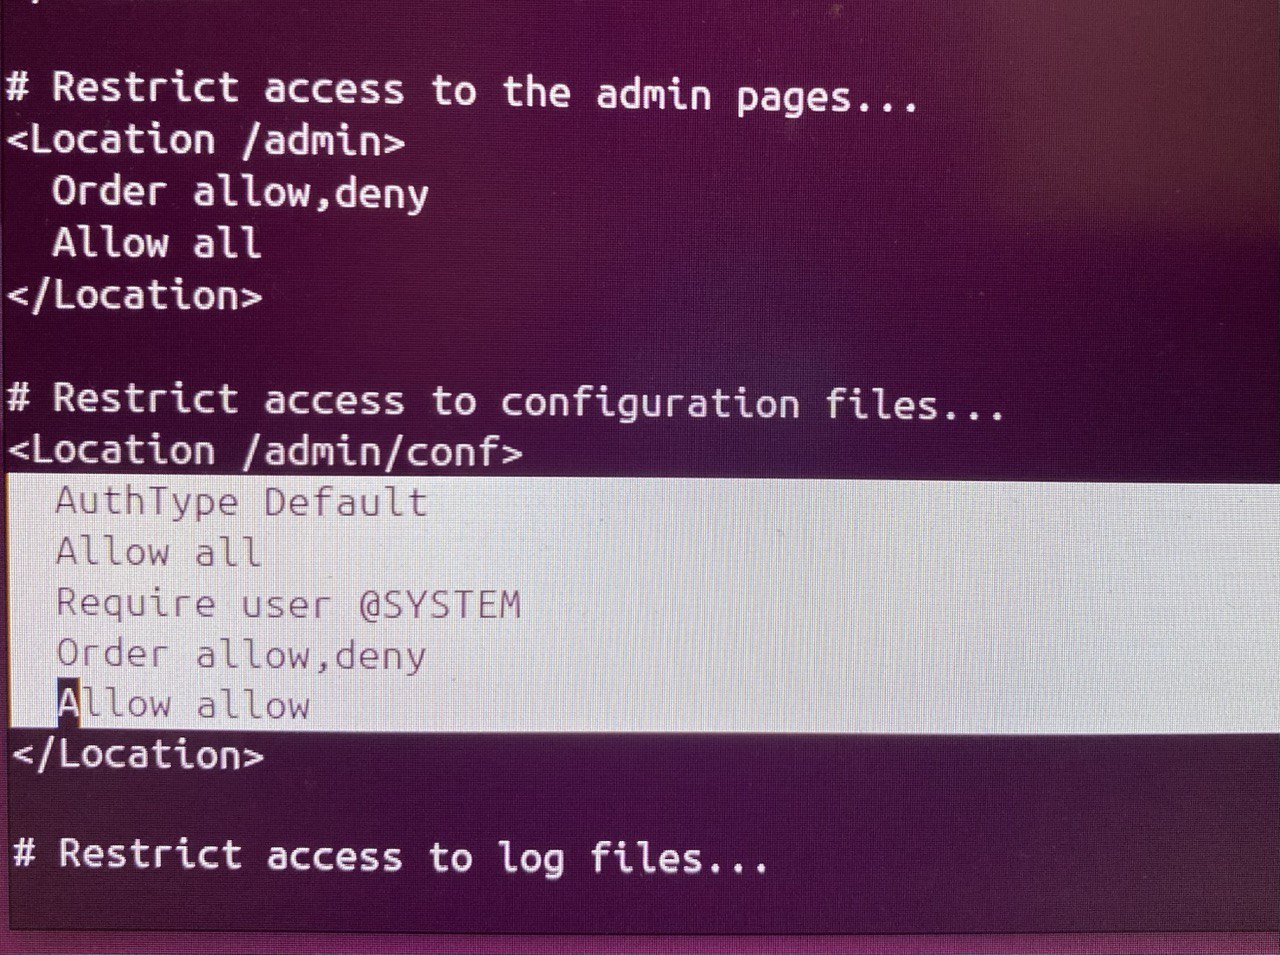 # Restrict access to the admin pages...
<Location /admin>
  Order allow,deny
  Allow all
</Location>

# Restrict access to configuration files...
<Location /admin/conf>
  AuthType Default
  Allow all
  Require user @SYSTEM
  Order allow,deny
  Allow allow
</Location>

# Restrict access to log files...